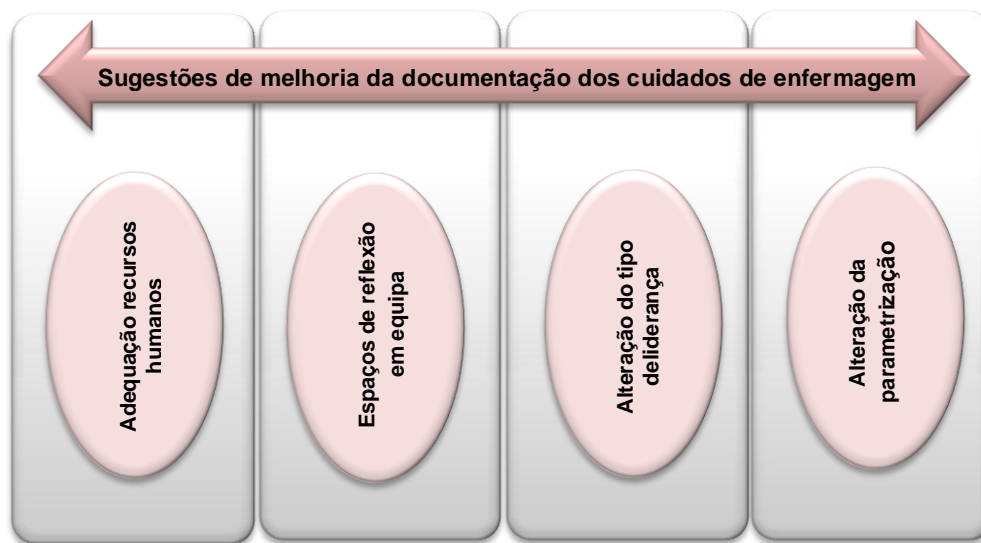 Sugestões de melhoria da documentação dos cuidados de enfermagem
Adequação recursos
humanos
Espaços de reflexão
em equipa
Alteração do tipo
deliderança
Alteração da
parametrização